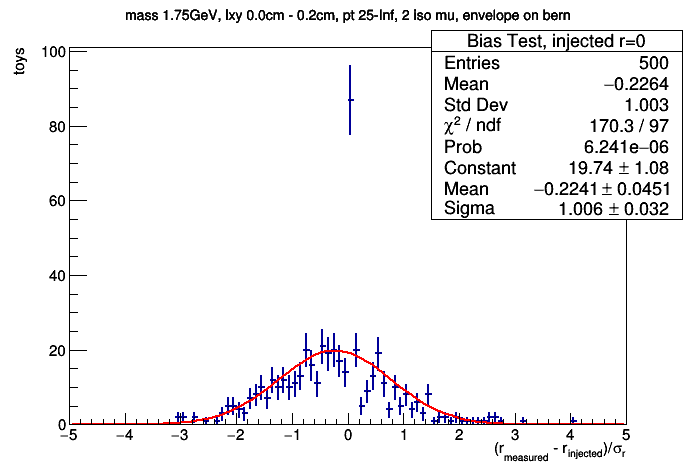 mass 1.75GeV, lxy 0.0cm - 0.2cm, pt 25-Inf, 2 iso mu, envelope on bern
toys
Bias Test, injected r=0
Entries 500
Mean −0.2264
Std Dev 1.003
χ² / ndf 170.3 / 97
Prob 6.241e−06
Constant 19.74 ± 1.08
Mean −0.2241 ± 0.0451
Sigma 1.006 ± 0.032
100
80
60
40
20
0
−5 −4 −3 −2 −1 0 1 2 3 4 5
(r_measured - r_injected)/σ_r